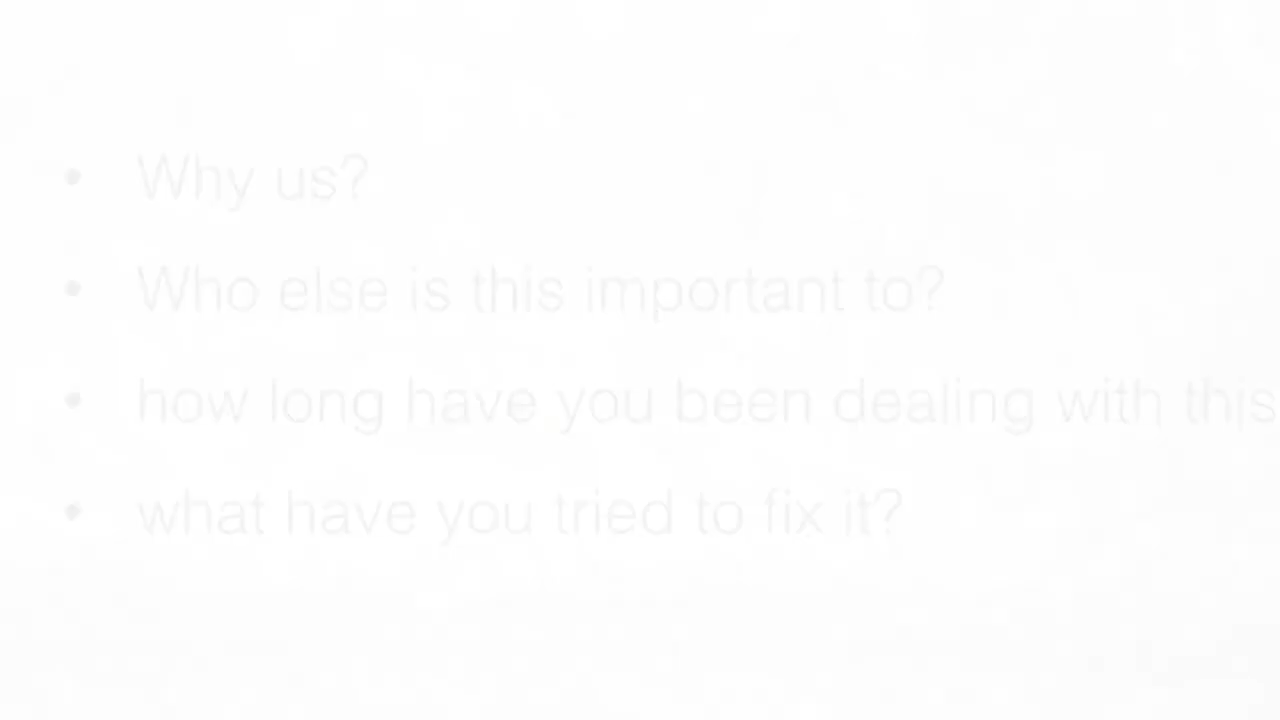 • Why us?
• Who else is this important to?
• how long have you been dealing with this
• what have you tried to fix it?